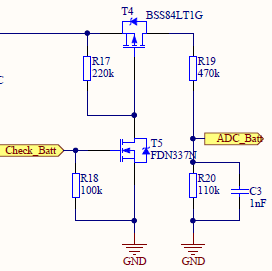 T4
BSS84LT1G
R17
220k
R19
470k
C
T5
FDN337N
ADC_Batt
Check_Batt
R18
100k
R20
110k
C3
1nF
GND
GND